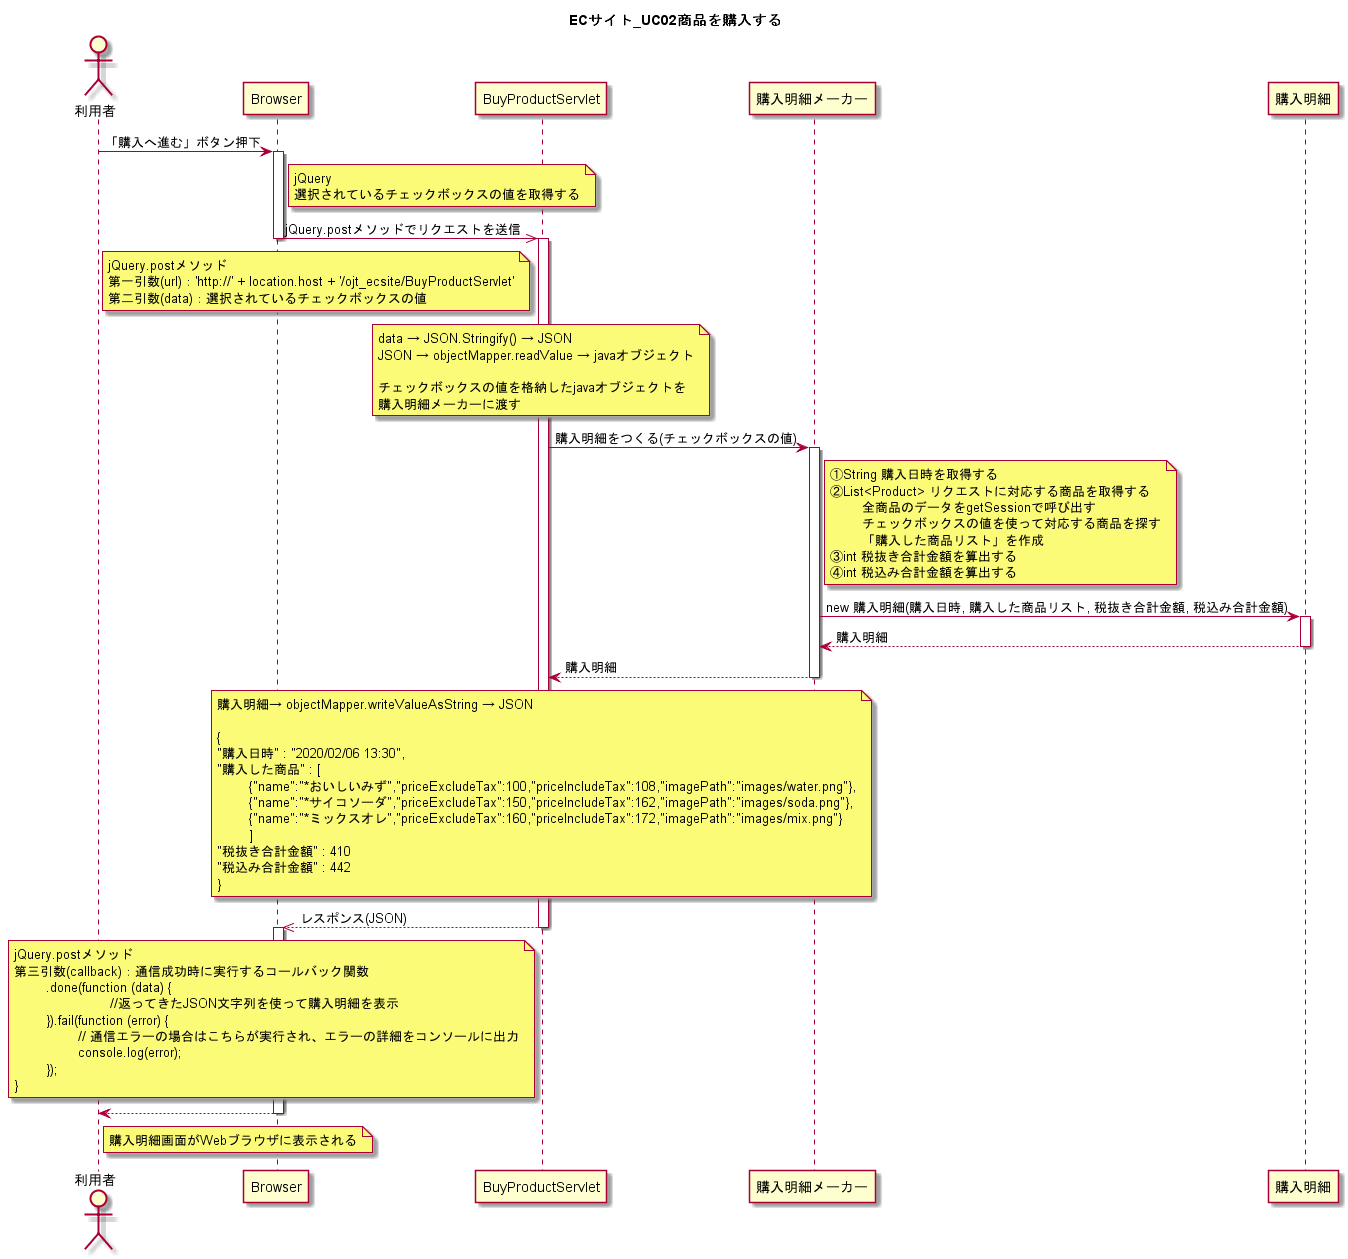 ECサイト_UC02商品を購入する
利用者
Browser
BuyProductServlet
購入明細メーカー
購入明細
「購入へ進む」ボタン押下
jQuery
選択されているチェックボックスの値を取得する
jQuery.postメソッドでリクエストを送信
jQuery.postメソッド
第一引数(url) : 'http://' + location.host + '/ojt_ecsite/BuyProductServlet'
第二引数(data) : 選択されているチェックボックスの値
data → JSON.Stringify() → JSON
JSON → objectMapper.readValue → javaオブジェクト
チェックボックスの値を格納したjavaオブジェクトを
購入明細メーカーに渡す
購入明細をつくる(チェックボックスの値)
①String 購入日時を取得する
②List<Product> リクエストに対応する商品を取得する
全商品のデータをgetSessionで呼び出す
チェックボックスの値を使って対応する商品を探す
「購入した商品リスト」を作成
③int 税抜き合計金額を算出する
④int 税込み合計金額を算出する
new 購入明細(購入日時, 購入した商品リスト, 税抜き合計金額, 税込み合計金額)
購入明細
購入明細
購入明細→ objectMapper.writeValueAsString → JSON
{
"購入日時" : "2020/02/06 13:30",
"購入した商品" : [
{"name":"*おいしいみず","priceExcludeTax":100,"priceIncludeTax":108,"imagePath":"images/water.png"},
{"name":"*サイコソーダ","priceExcludeTax":150,"priceIncludeTax":162,"imagePath":"images/soda.png"},
{"name":"*ミックスオレ","priceExcludeTax":160,"priceIncludeTax":172,"imagePath":"images/mix.png"}
]
"税抜き合計金額" : 410
"税込み合計金額" : 442
}
レスポンス(JSON)
jQuery.postメソッド
第三引数(callback) : 通信成功時に実行するコールバック関数
.done(function (data) {
//返ってきたJSON文字列を使って購入明細を表示
}).fail(function (error) {
// 通信エラーの場合はこちらが実行され、エラーの詳細をコンソールに出力
console.log(error);
});
}
購入明細画面がWebブラウザに表示される
利用者
Browser
BuyProductServlet
購入明細メーカー
購入明細